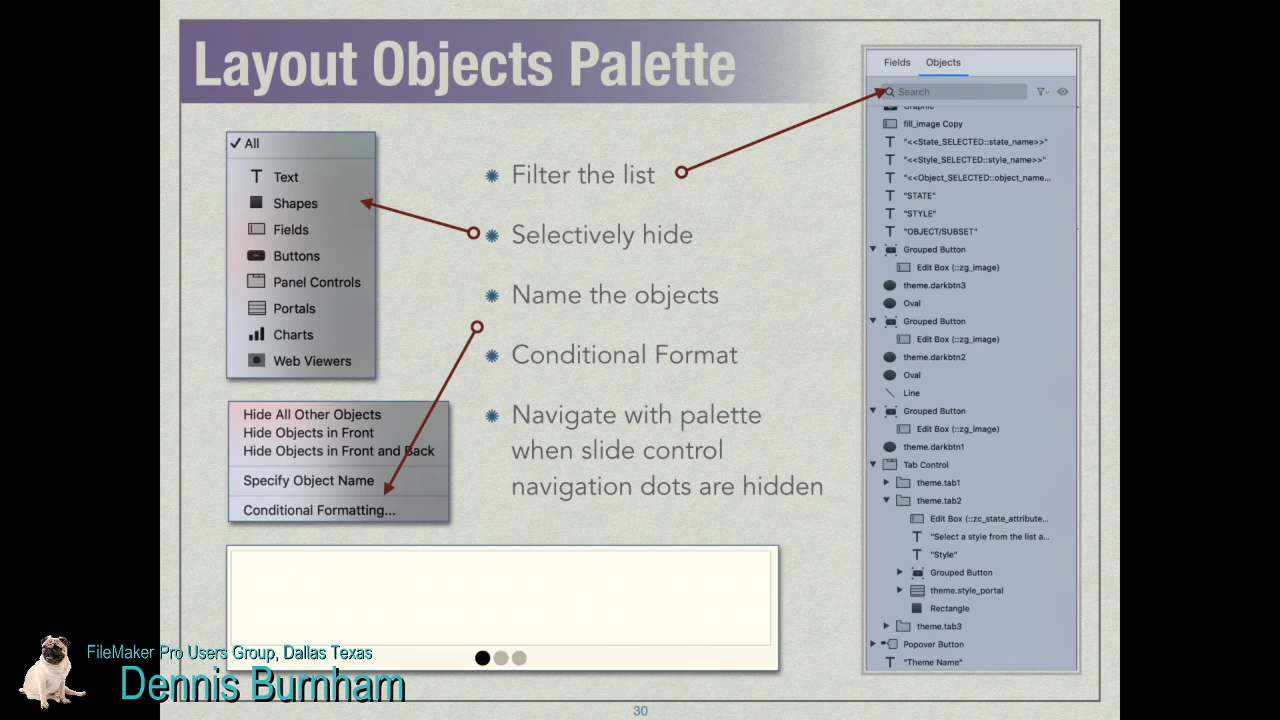 Layout Objects Palette
All
Text
Shapes
Fields
Buttons
Panel Controls
Portals
Charts
Web Viewers
Hide All Other Objects
Hide Objects in Front
Hide Objects in Front and Back
Specify Object Name
Conditional Formatting...
Filter the list
Selectively hide
Name the objects
Conditional Format
Navigate with palette
when slide control
navigation dots are hidden
Fields Objects
Search
Graphic
fill_image Copy
"<<State_SELECTED::state_name>>"
"<<Style_SELECTED::style_name>>"
"<<Object_SELECTED::object_name...
"STATE"
"STYLE"
"OBJECT/SUBSET"
Grouped Button
Edit Box (::zg_image)
theme.darkbtn3
Oval
Grouped Button
Edit Box (::zg_image)
theme.darkbtn2
Oval
Line
Grouped Button
Edit Box (::zg_image)
theme.darkbtn1
Tab Control
theme.tab1
theme.tab2
Edit Box (::zc_state_attribute...
"Select a style from the list a...
"Style"
Grouped Button
theme.style_portal
Rectangle
theme.tab3
Popover Button
"Theme Name"
FileMaker Pro Users Group, Dallas Texas
Dennis Burnham
30